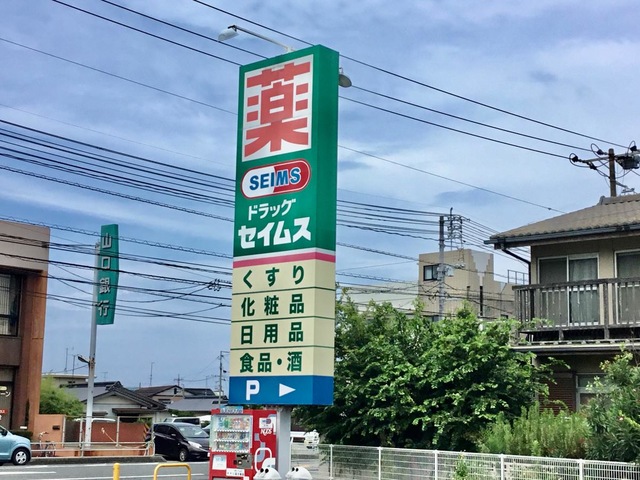 薬
SEIMS
ドラッグ
セイムス
くすり
化粧品
日用品
食品・酒
P
山口銀行